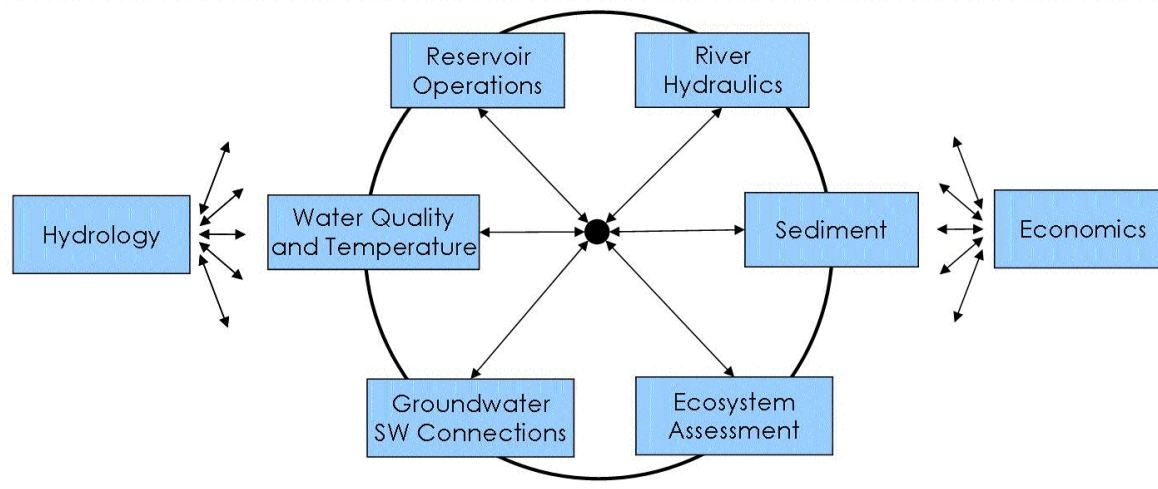 Reservoir
Operations
River
Hydraulics
Hydrology
Water Quality
and Temperature
Sediment
Economics
Groundwater
SW Connections
Ecosystem
Assessment